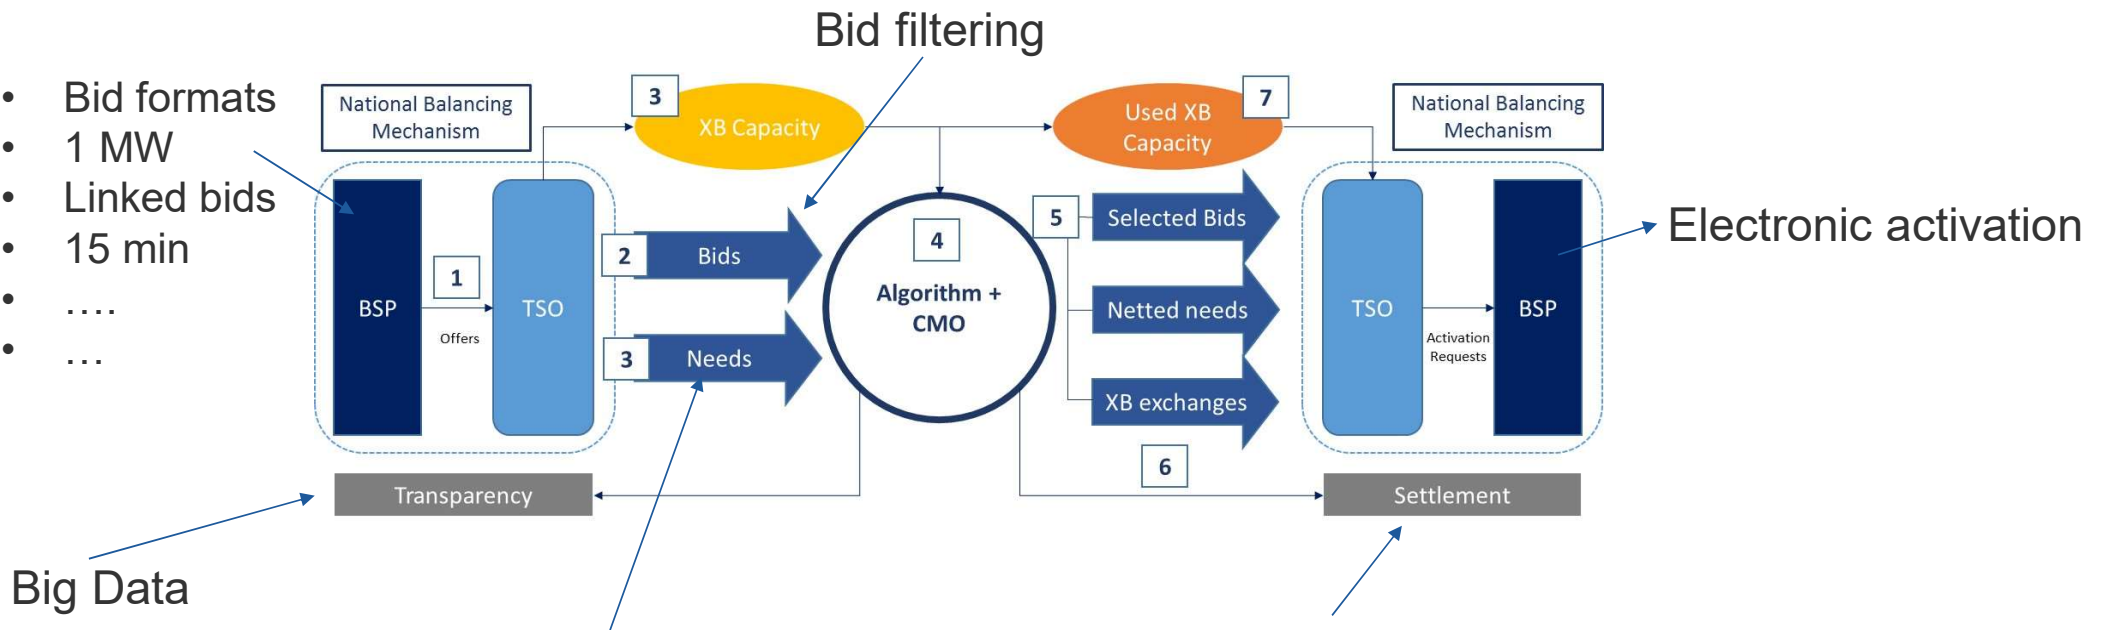 Bid filtering
• Bid formats
• 1 MW
• Linked bids
• 15 min
• ….
• …
National Balancing
Mechanism
3
XB Capacity
Used XB
Capacity
7
National Balancing
Mechanism
BSP
1
Offers
TSO
2
Bids
3
Needs
4
Algorithm +
CMO
5
Selected Bids
Netted needs
XB exchanges
6
TSO
Activation
Requests
BSP
Electronic activation
Transparency
Settlement
Big Data